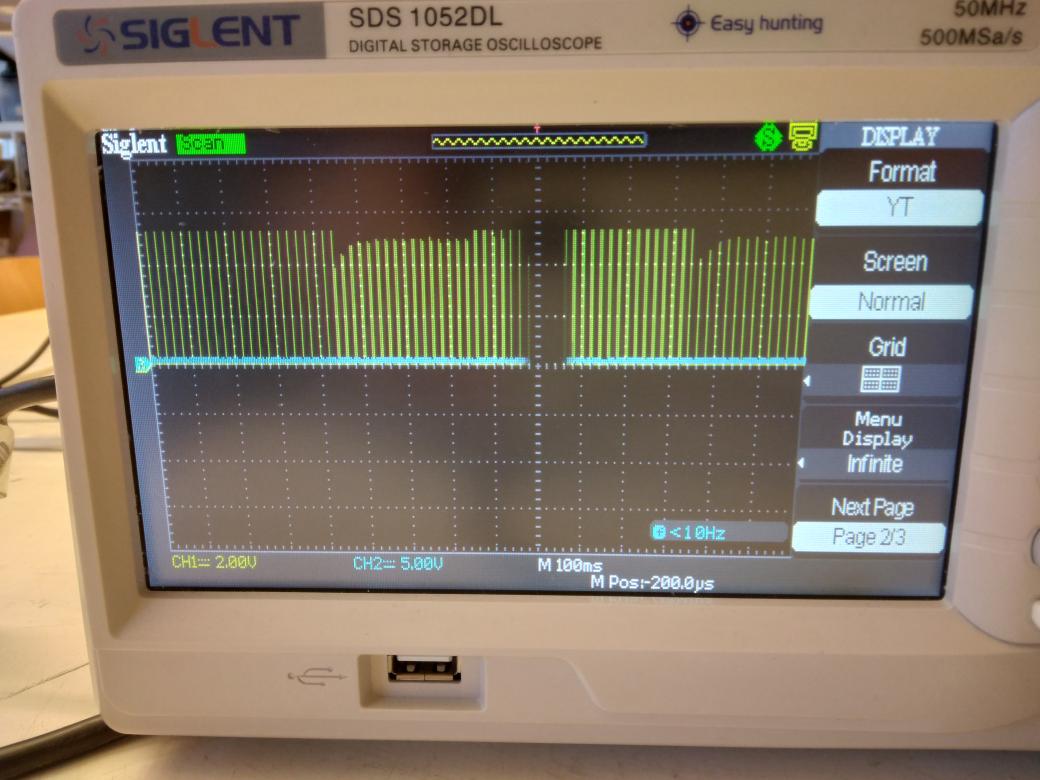 SIGLENT
SDS 1052DL
DIGITAL STORAGE OSCILLOSCOPE
Easy hunting
50MHz
500MSa/s
Siglent
Scan
DISPLAY
Format
YT
Screen
Normal
Grid
Menu
Display
Infinite
Next Page
Page 2/3
<10Hz
CH1 2.00V
CH2 5.00V
M 100ms
M Pos:-200.0µs